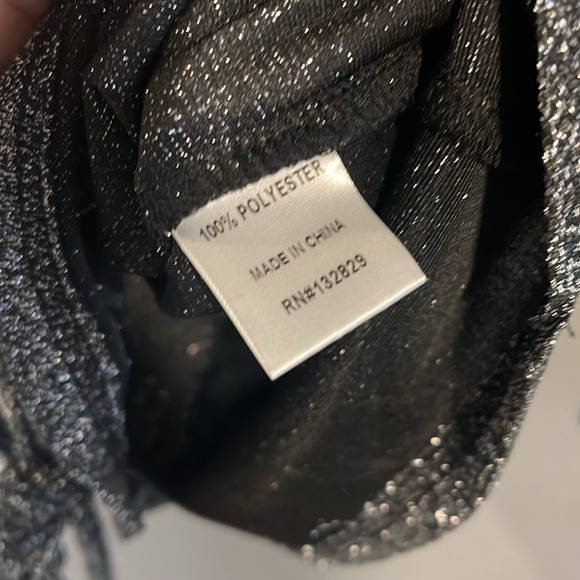 100% POLYESTER
MADE IN CHINA
RN#132829